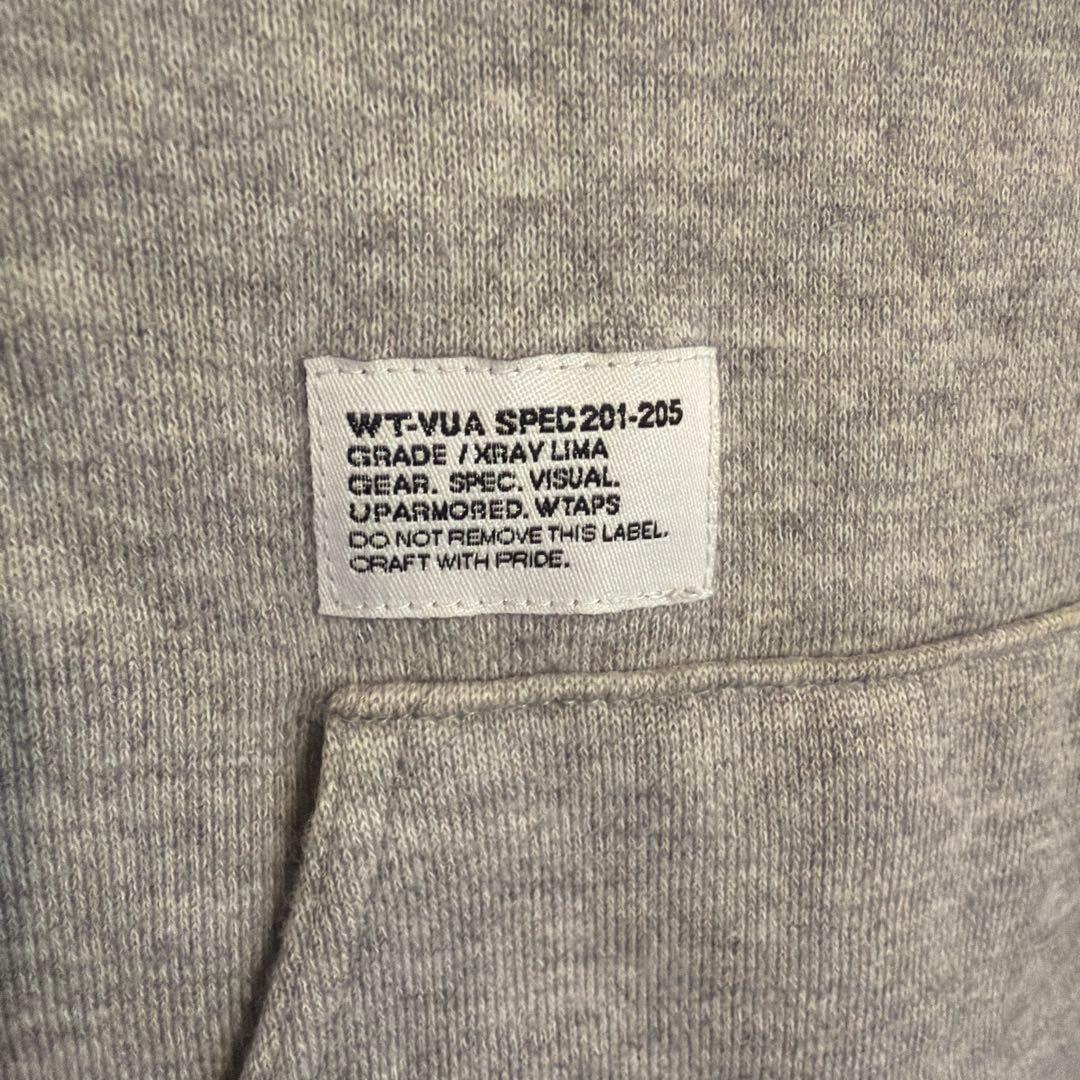 WT-VUA SPEC 201-205
GRADE / XRAY LIMA
GEAR. SPEC. VISUAL.
UPARMORED. WTAPS
DO NOT REMOVE THIS LABEL.
CRAFT WITH PRIDE.